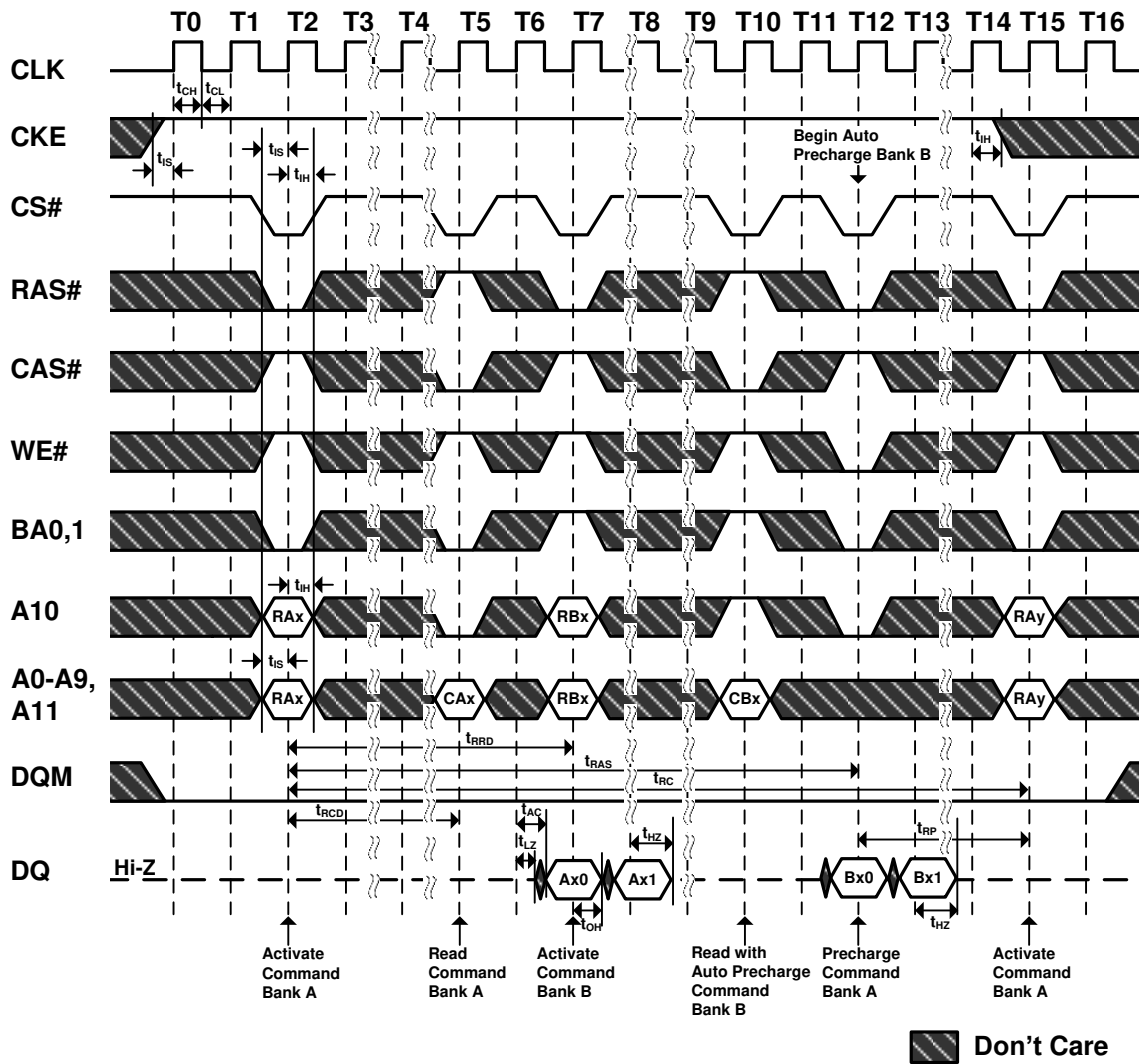 T0 T1 T2 T3 T4 T5 T6 T7 T8 T9 T10 T11 T12 T13 T14 T15 T16
CLK
tCH tCL
CKE
tIS
tIS
tIH
Begin Auto
Precharge Bank B
tIH
CS#
RAS#
CAS#
WE#
BA0,1
tIH
A10
RAx RBx RAy
tIS
A0-A9,
A11
RAx CAx RBx CBx RAy
tRRD
tRAS
tRC
DQM
tRCD
tAC
tLZ
tHZ
tRP
DQ
Hi-Z
Ax0 Ax1 Bx0 Bx1
tOH
tHZ
Activate
Command
Bank A
Read
Command
Bank A
Activate
Command
Bank B
Read with
Auto Precharge
Command
Bank B
Precharge
Command
Bank A
Activate
Command
Bank A
Don't Care